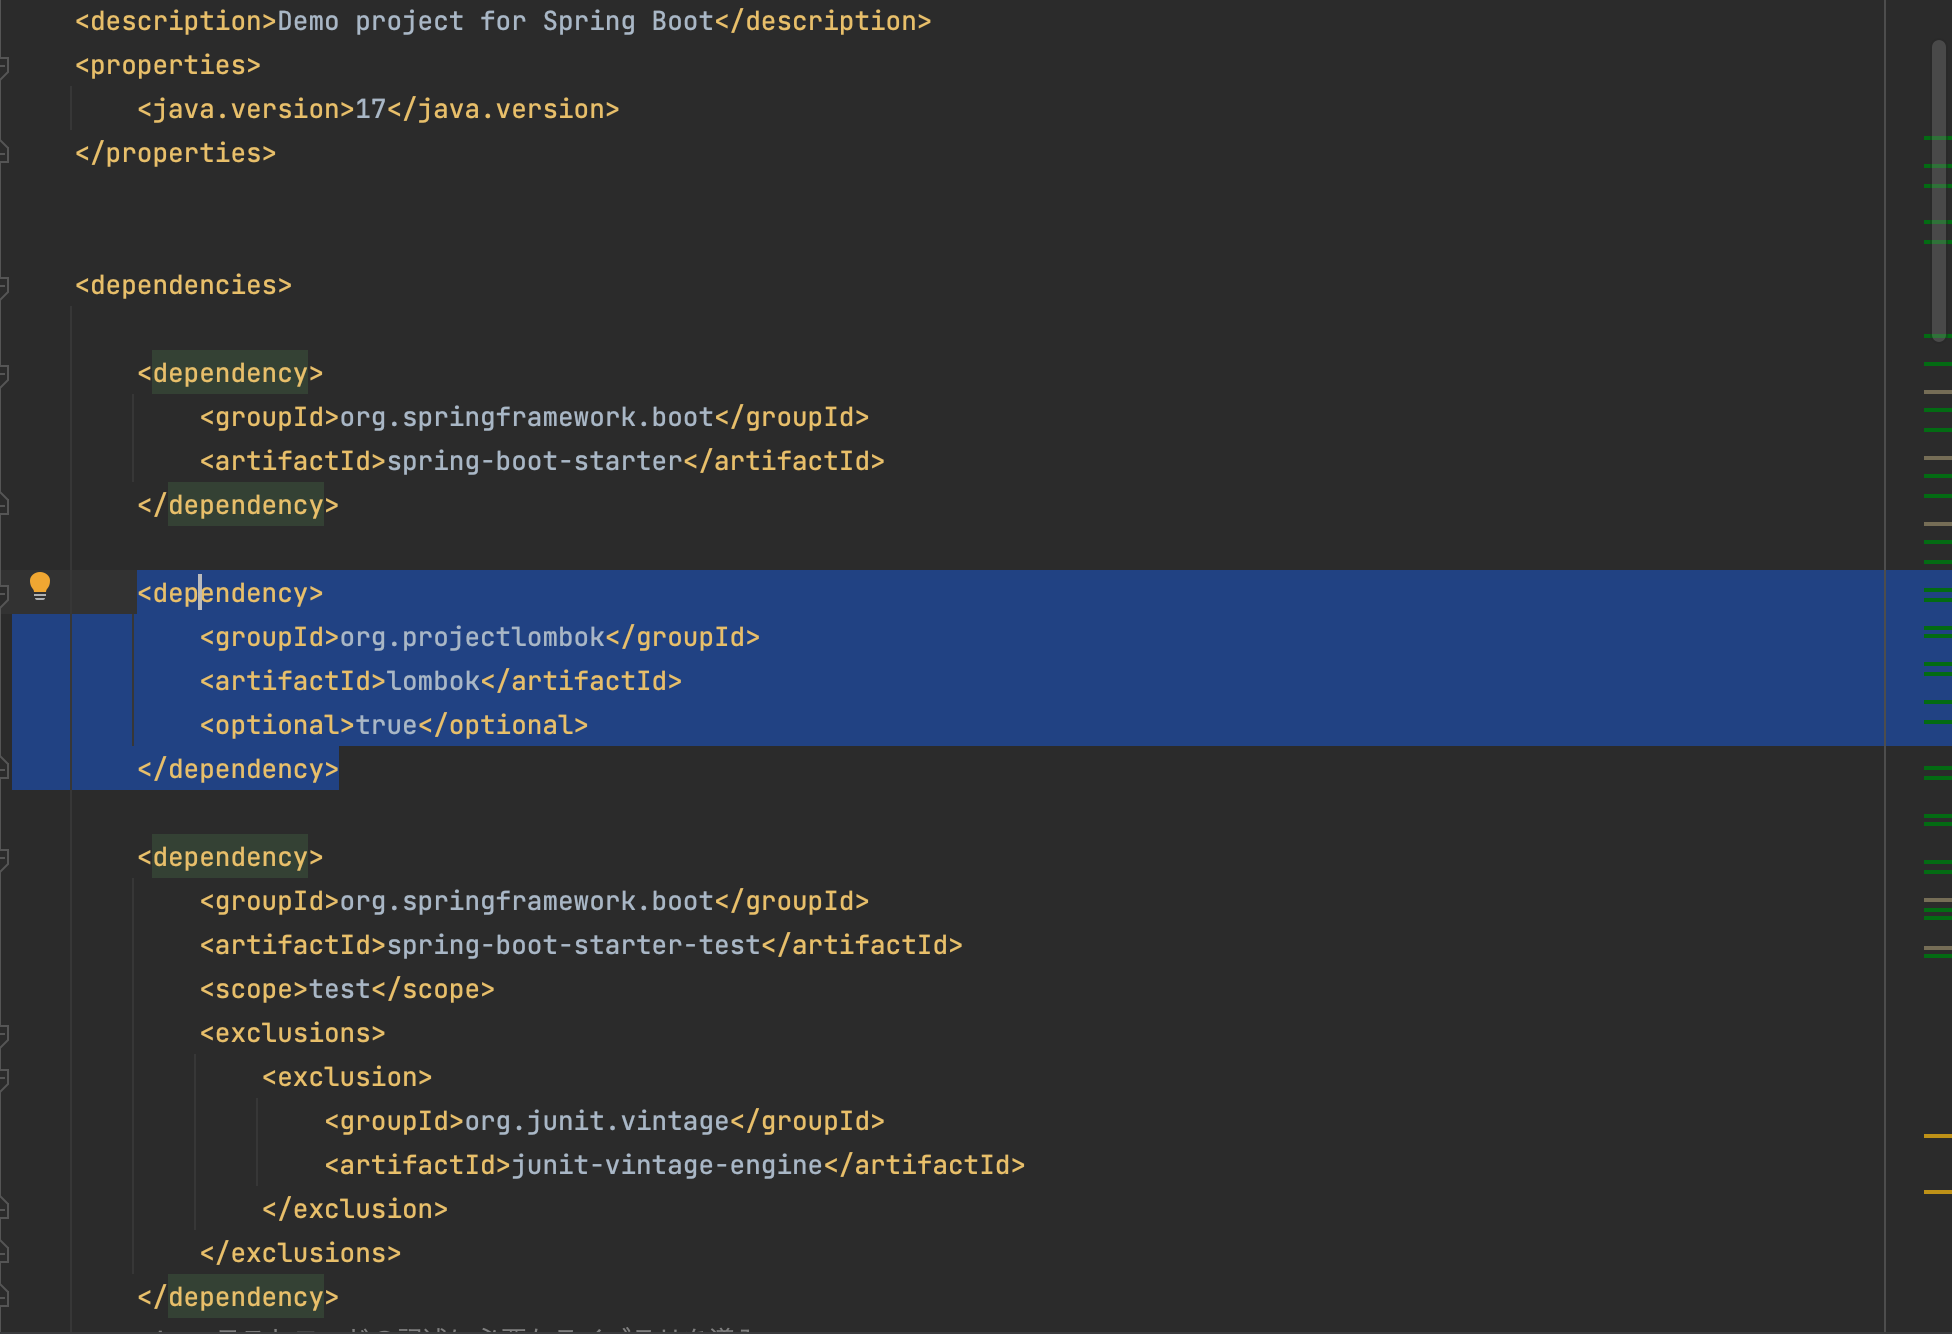 <description>Demo project for Spring Boot</description>
<properties>
<java.version>17</java.version>
</properties>
<dependencies>
<dependency>
<groupId>org.springframework.boot</groupId>
<artifactId>spring-boot-starter</artifactId>
</dependency>
<dependency>
<groupId>org.projectlombok</groupId>
<artifactId>lombok</artifactId>
<optional>true</optional>
</dependency>
<dependency>
<groupId>org.springframework.boot</groupId>
<artifactId>spring-boot-starter-test</artifactId>
<scope>test</scope>
<exclusions>
<exclusion>
<groupId>org.junit.vintage</groupId>
<artifactId>junit-vintage-engine</artifactId>
</exclusion>
</exclusions>
</dependency>